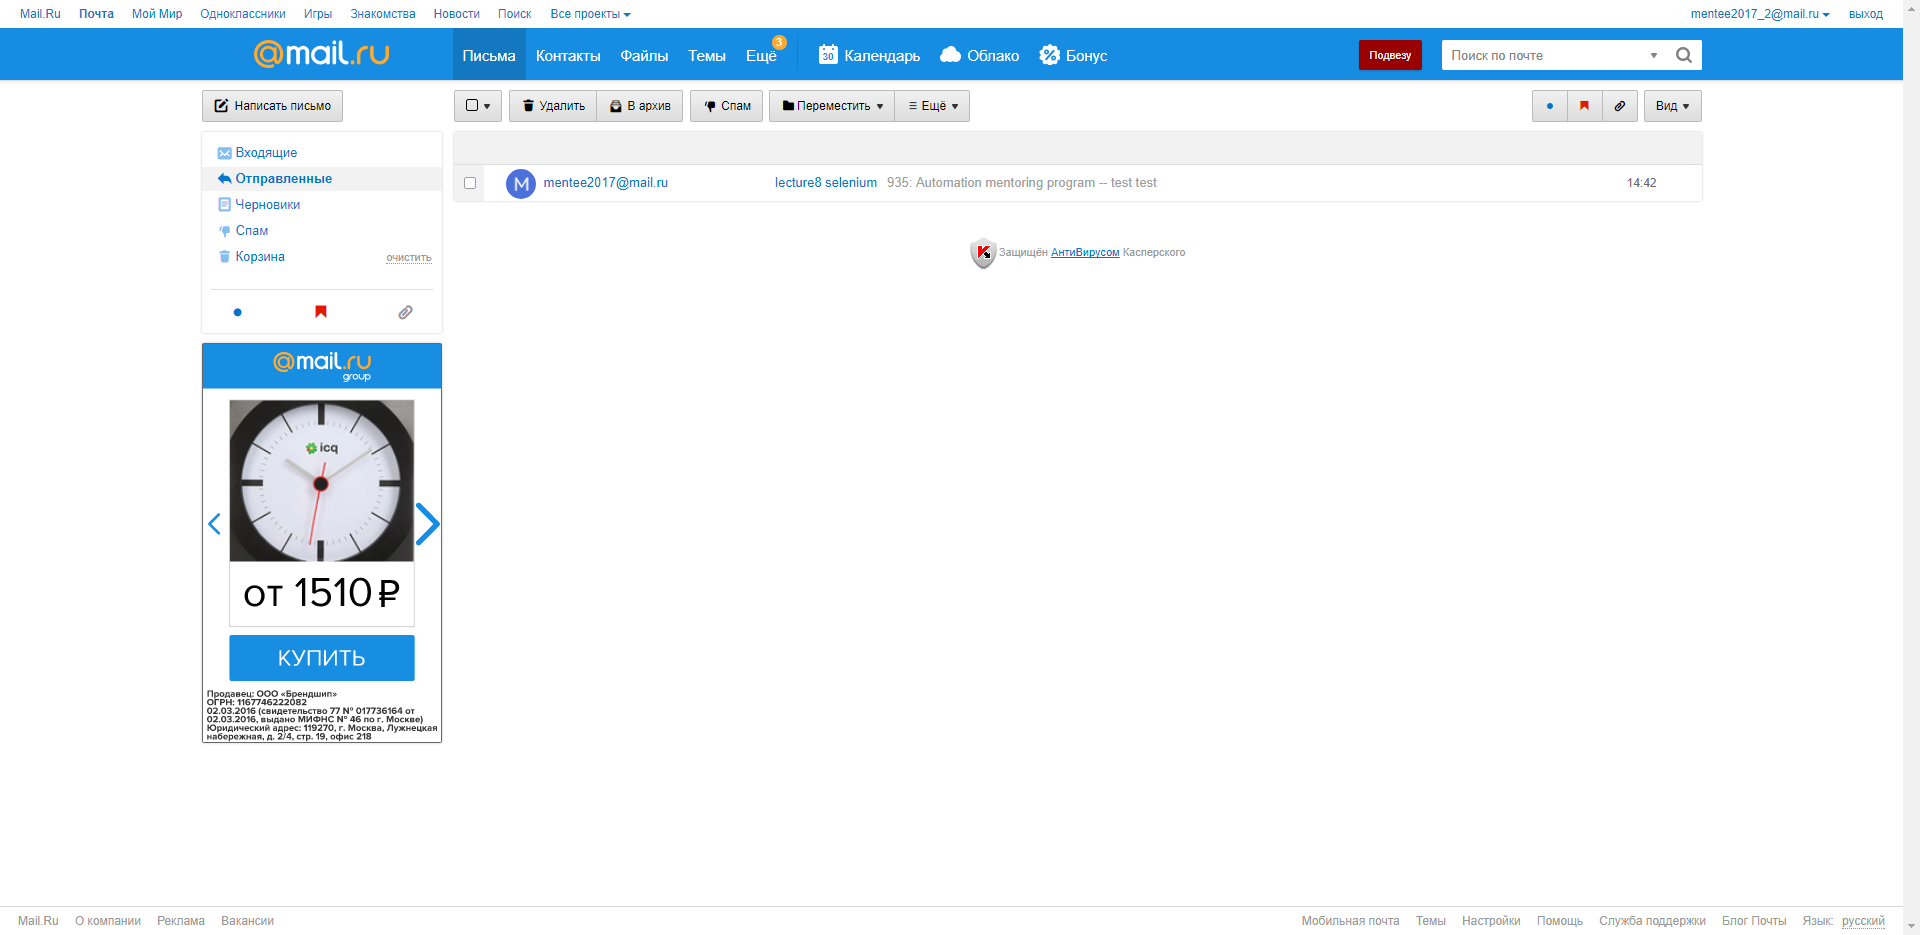 Mail.Ru Почта Мой Мир Одноклассники Игры Знакомства Новости Поиск Все проекты mentee2017_2@mail.ru выход
@mail.ru Письма Контакты Файлы Темы Ещё 3 30 Календарь Облако Бонус Подвезу Поиск по почте
Написать письмо Удалить В архив Спам Переместить Ещё Вид
Входящие
Отправленные
M mentee2017@mail.ru lecture8 selenium 935: Automation mentoring program -- test test 14:42
Черновики
Спам
Корзина очистить
Защищён АнтиВирусом Касперского
@mail.ru
group
icq
от 1510 ₽
КУПИТЬ
Продавец: ООО «Брендшип»
ОГРН: 1167746222082
02.03.2016 (свидетельство 77 № 017736164 от
02.03.2016, выдано МИФНС № 46 по г. Москве)
Юридический адрес: 119270, г. Москва, Лужнецкая
набережная, д. 2/4, стр. 19, офис 218
Mail.Ru О компании Реклама Вакансии Мобильная почта Темы Настройки Помощь Служба поддержки Блог Почты Язык: русский